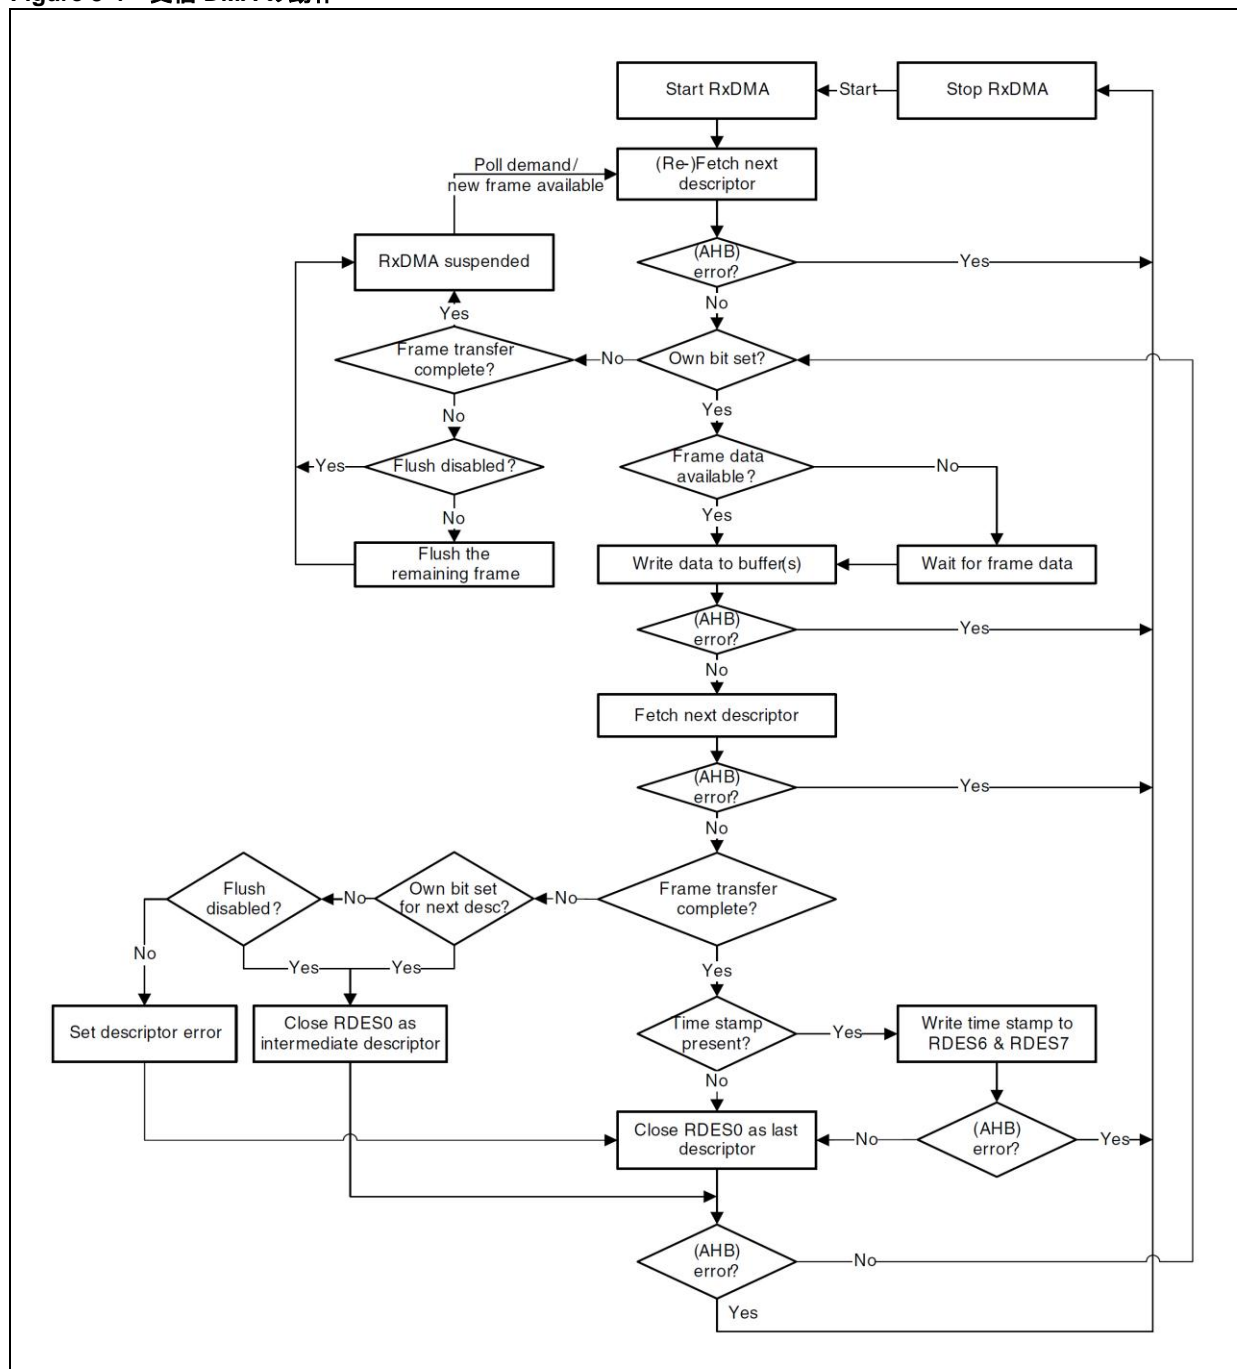 Start RxDMA
Start
Stop RxDMA
Poll demand/
new frame available
(Re-)Fetch next
descriptor
RxDMA suspended
(AHB)
error?
Yes
No
Yes
Frame transfer
complete?
No
Own bit set?
No
Yes
Yes
Flush disabled?
Frame data
available?
No
No
Yes
Flush the
remaining frame
Write data to buffer(s)
Wait for frame data
(AHB)
error?
Yes
No
Fetch next descriptor
(AHB)
error?
Yes
No
Flush
disabled?
No
Own bit set
for next desc?
No
Frame transfer
complete?
No
Yes
Yes
Yes
Set descriptor error
Close RDES0 as
intermediate descriptor
Time stamp
present?
Yes
Write time stamp to
RDES6 & RDES7
No
Close RDES0 as last
descriptor
No
(AHB)
error?
Yes
(AHB)
error?
No
Yes